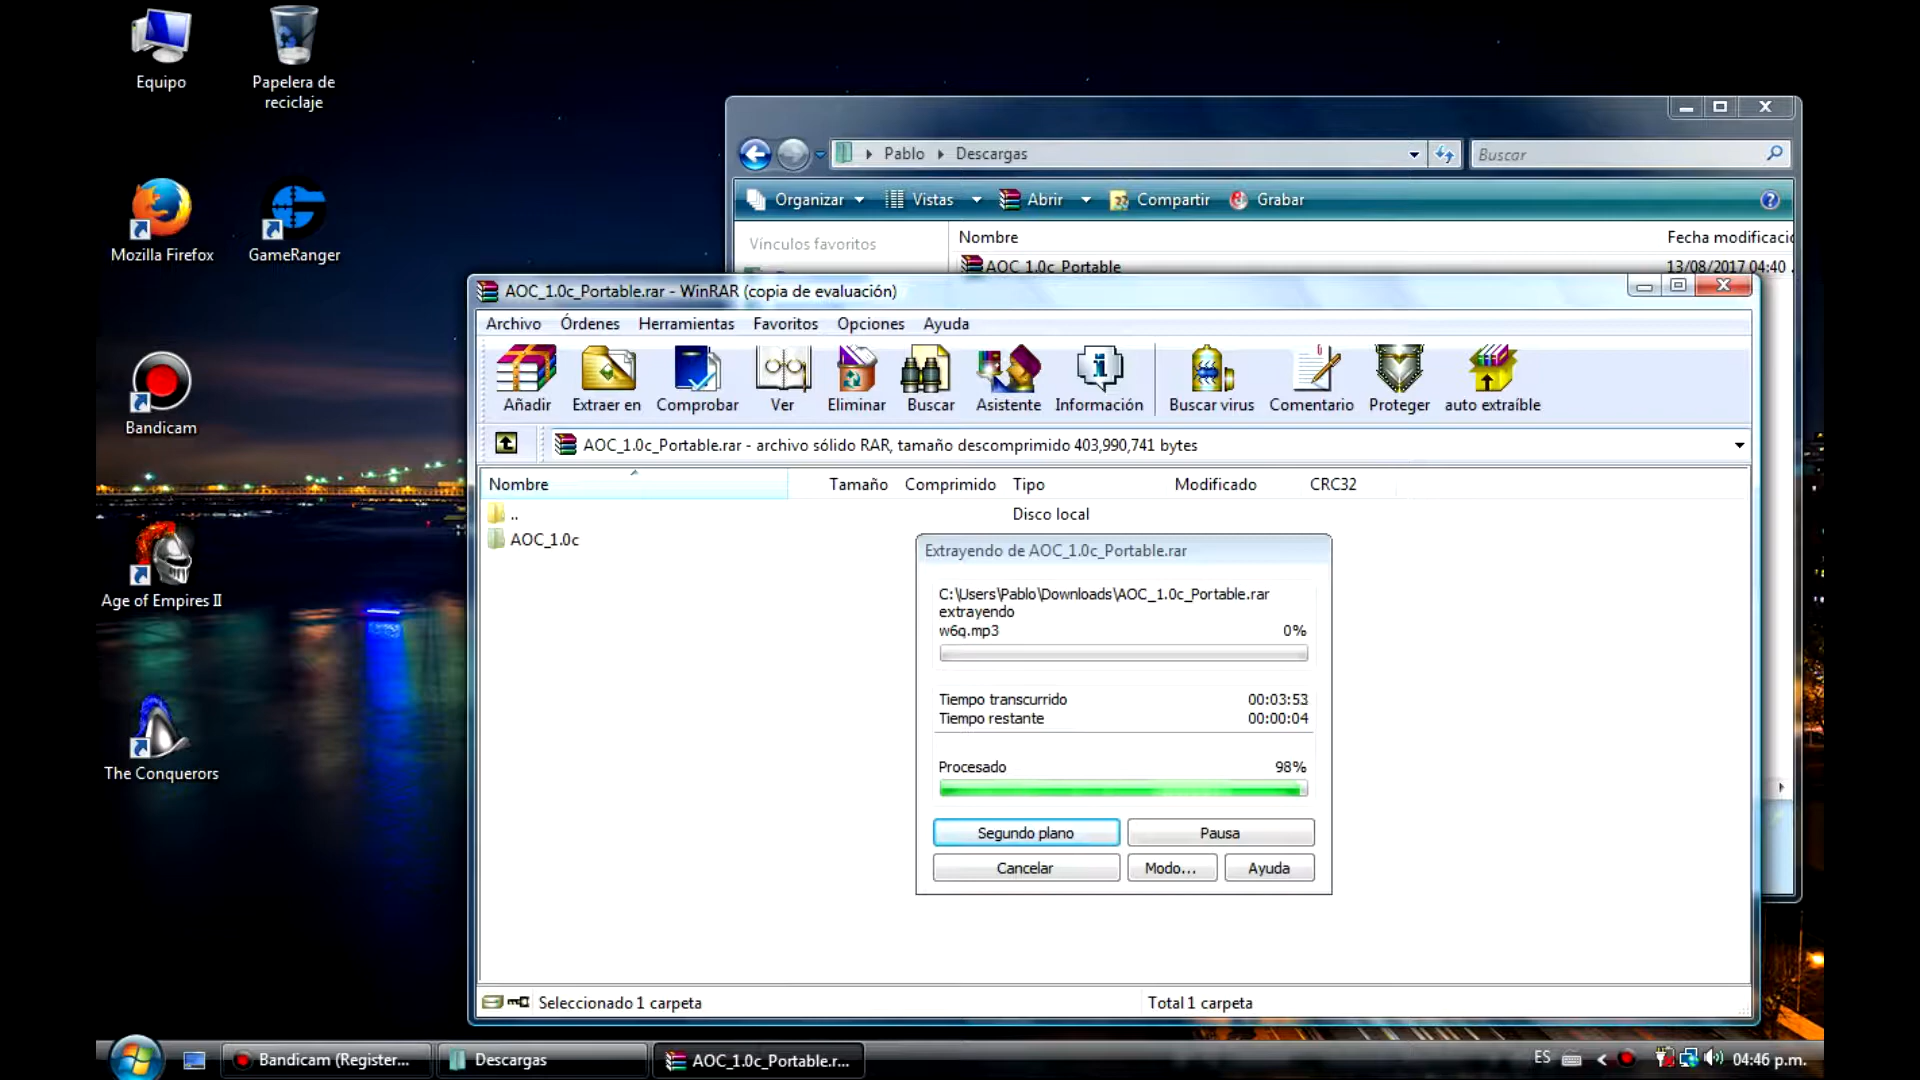 Equipo
Papelera de
reciclaje
Mozilla Firefox
GameRanger
Bandicam
Age of Empires II
The Conquerors
Pablo
Descargas
Buscar
Organizar
Vistas
Abrir
Compartir
Grabar
Vínculos favoritos
Nombre
Fecha modificació
AOC_1.0c_Portable
13/08/2017 04:40
AOC_1.0c_Portable.rar - WinRAR (copia de evaluación)
Archivo Órdenes Herramientas Favoritos Opciones Ayuda
Añadir
Extraer en
Comprobar
Ver
Eliminar
Buscar
Asistente
Información
Buscar virus
Comentario
Proteger
auto extraíble
AOC_1.0c_Portable.rar - archivo sólido RAR, tamaño descomprimido 403,990,741 bytes
Nombre Tamaño Comprimido Tipo Modificado CRC32
.. Disco local
AOC_1.0c
Extrayendo de AOC_1.0c_Portable.rar
C:\Users\Pablo\Downloads\AOC_1.0c_Portable.rar
extrayendo
w6q.mp3 0%
Tiempo transcurrido 00:03:53
Tiempo restante 00:00:04
Procesado 98%
Segundo plano
Pausa
Cancelar
Modo...
Ayuda
Seleccionado 1 carpeta
Total 1 carpeta
Bandicam (Register...
Descargas
AOC_1.0c_Portable.r...
ES
04:46 p.m.